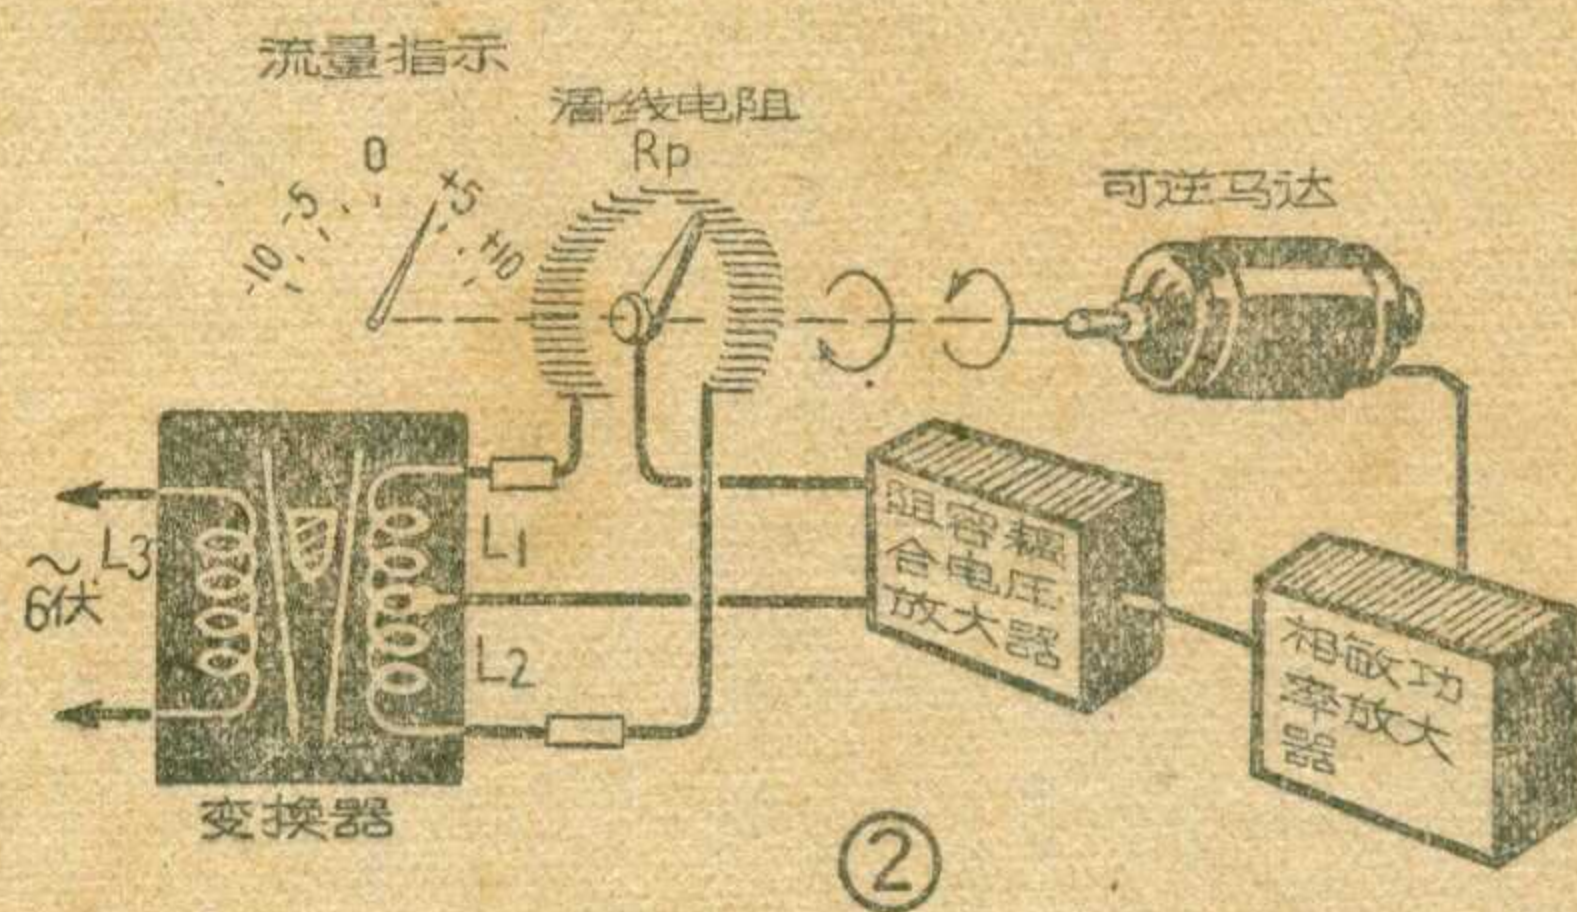 流量指示
滑线电阻
Rp
-10
-5
0
+5
+10
可逆马达
~
6伏
L3
L1
L2
变换器
阻容耦
合电压
放大器
相敏功
率放大
器
②